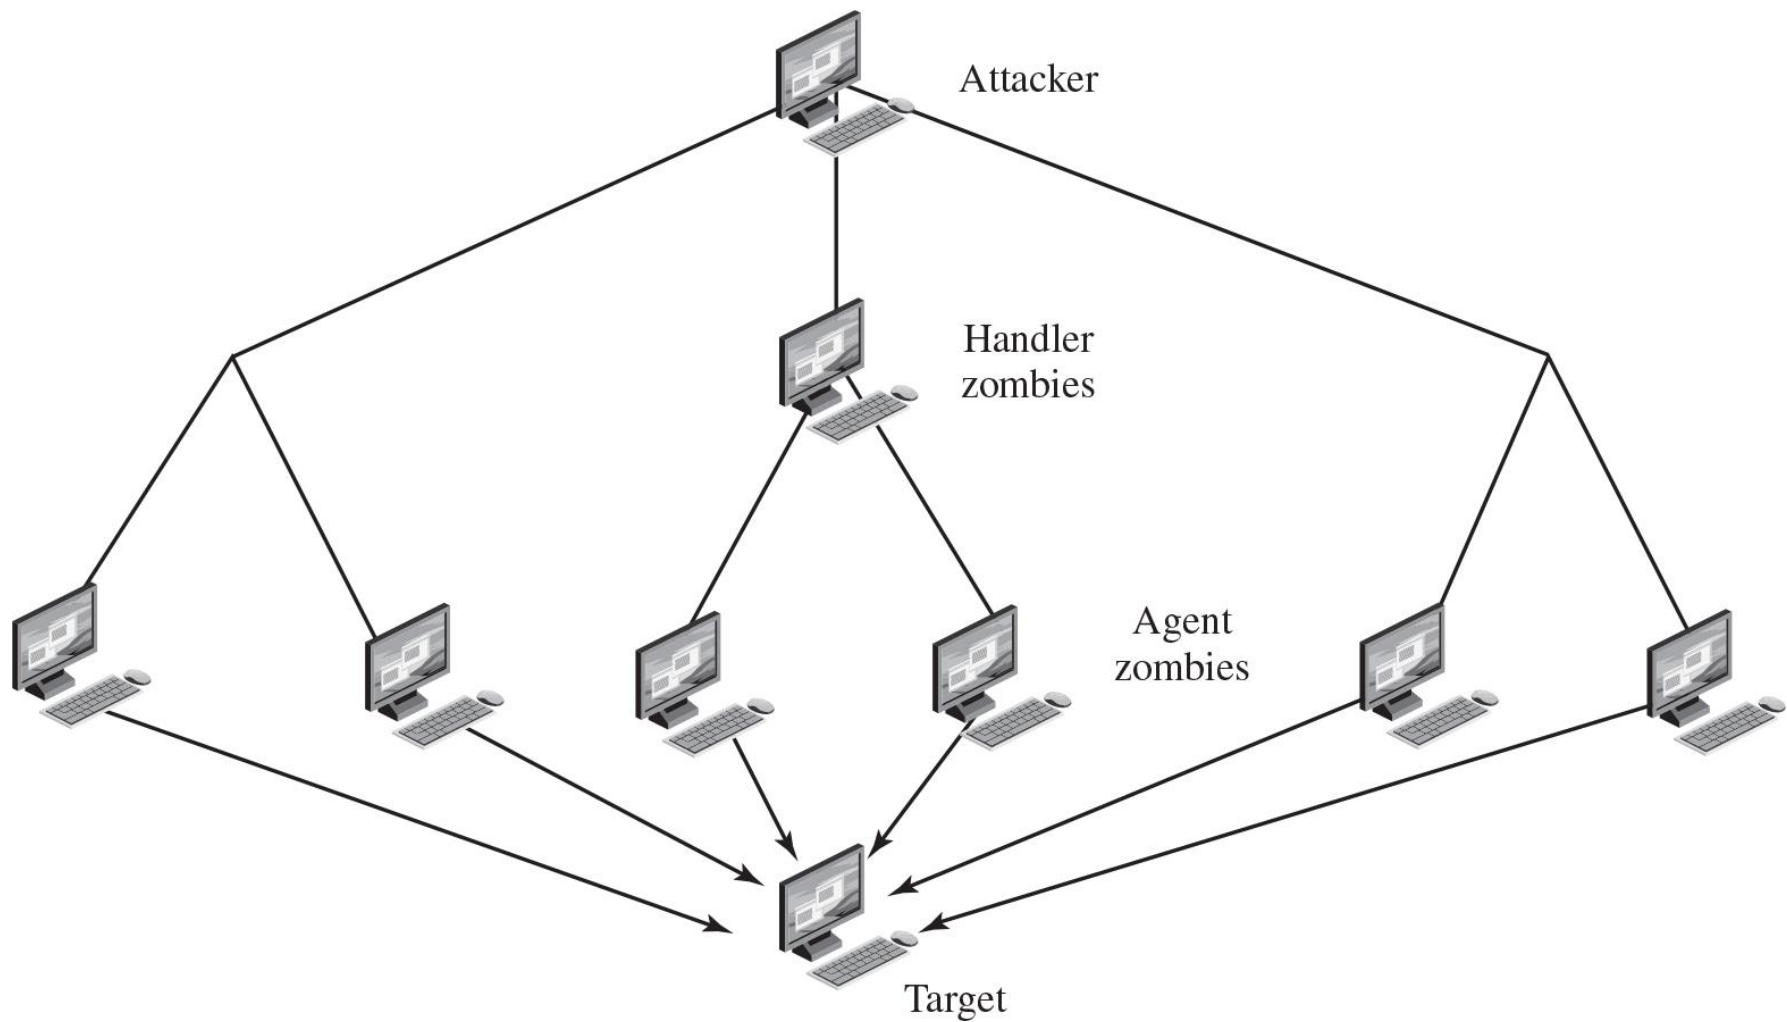 Attacker
Handler
zombies
Agent
zombies
Target